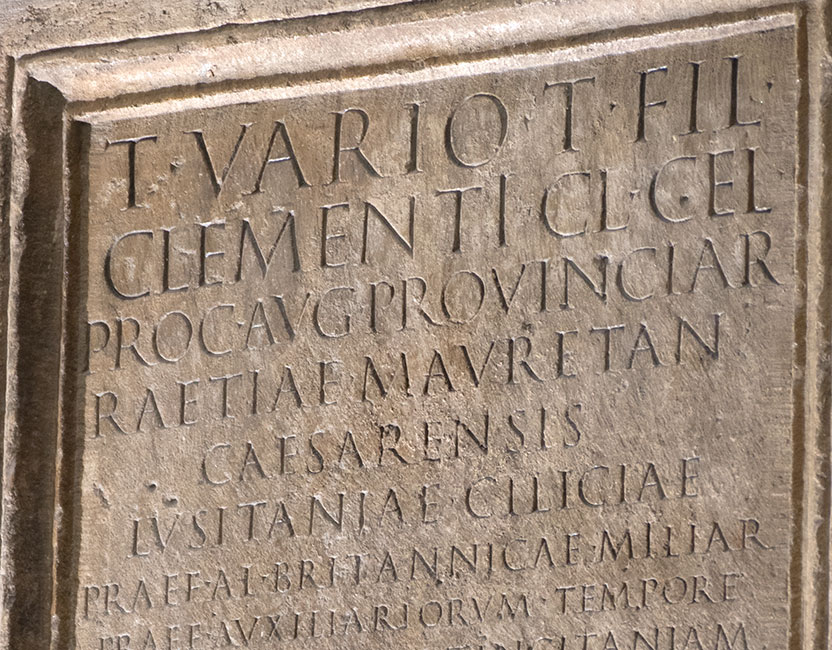 T·VARIO·T·FIL·
CLEMENTI CL·CEL
PROC·AVG·PROVINCIAR
RAETIAE·MAVRETAN
CAESARENSIS
LVSITANIAE·CILICIAE
PRAEF·AL·BRITANNICAE·MILIAR
PRAEF·AVXILIARIORVM·TEMPORE
TINGITANIAM